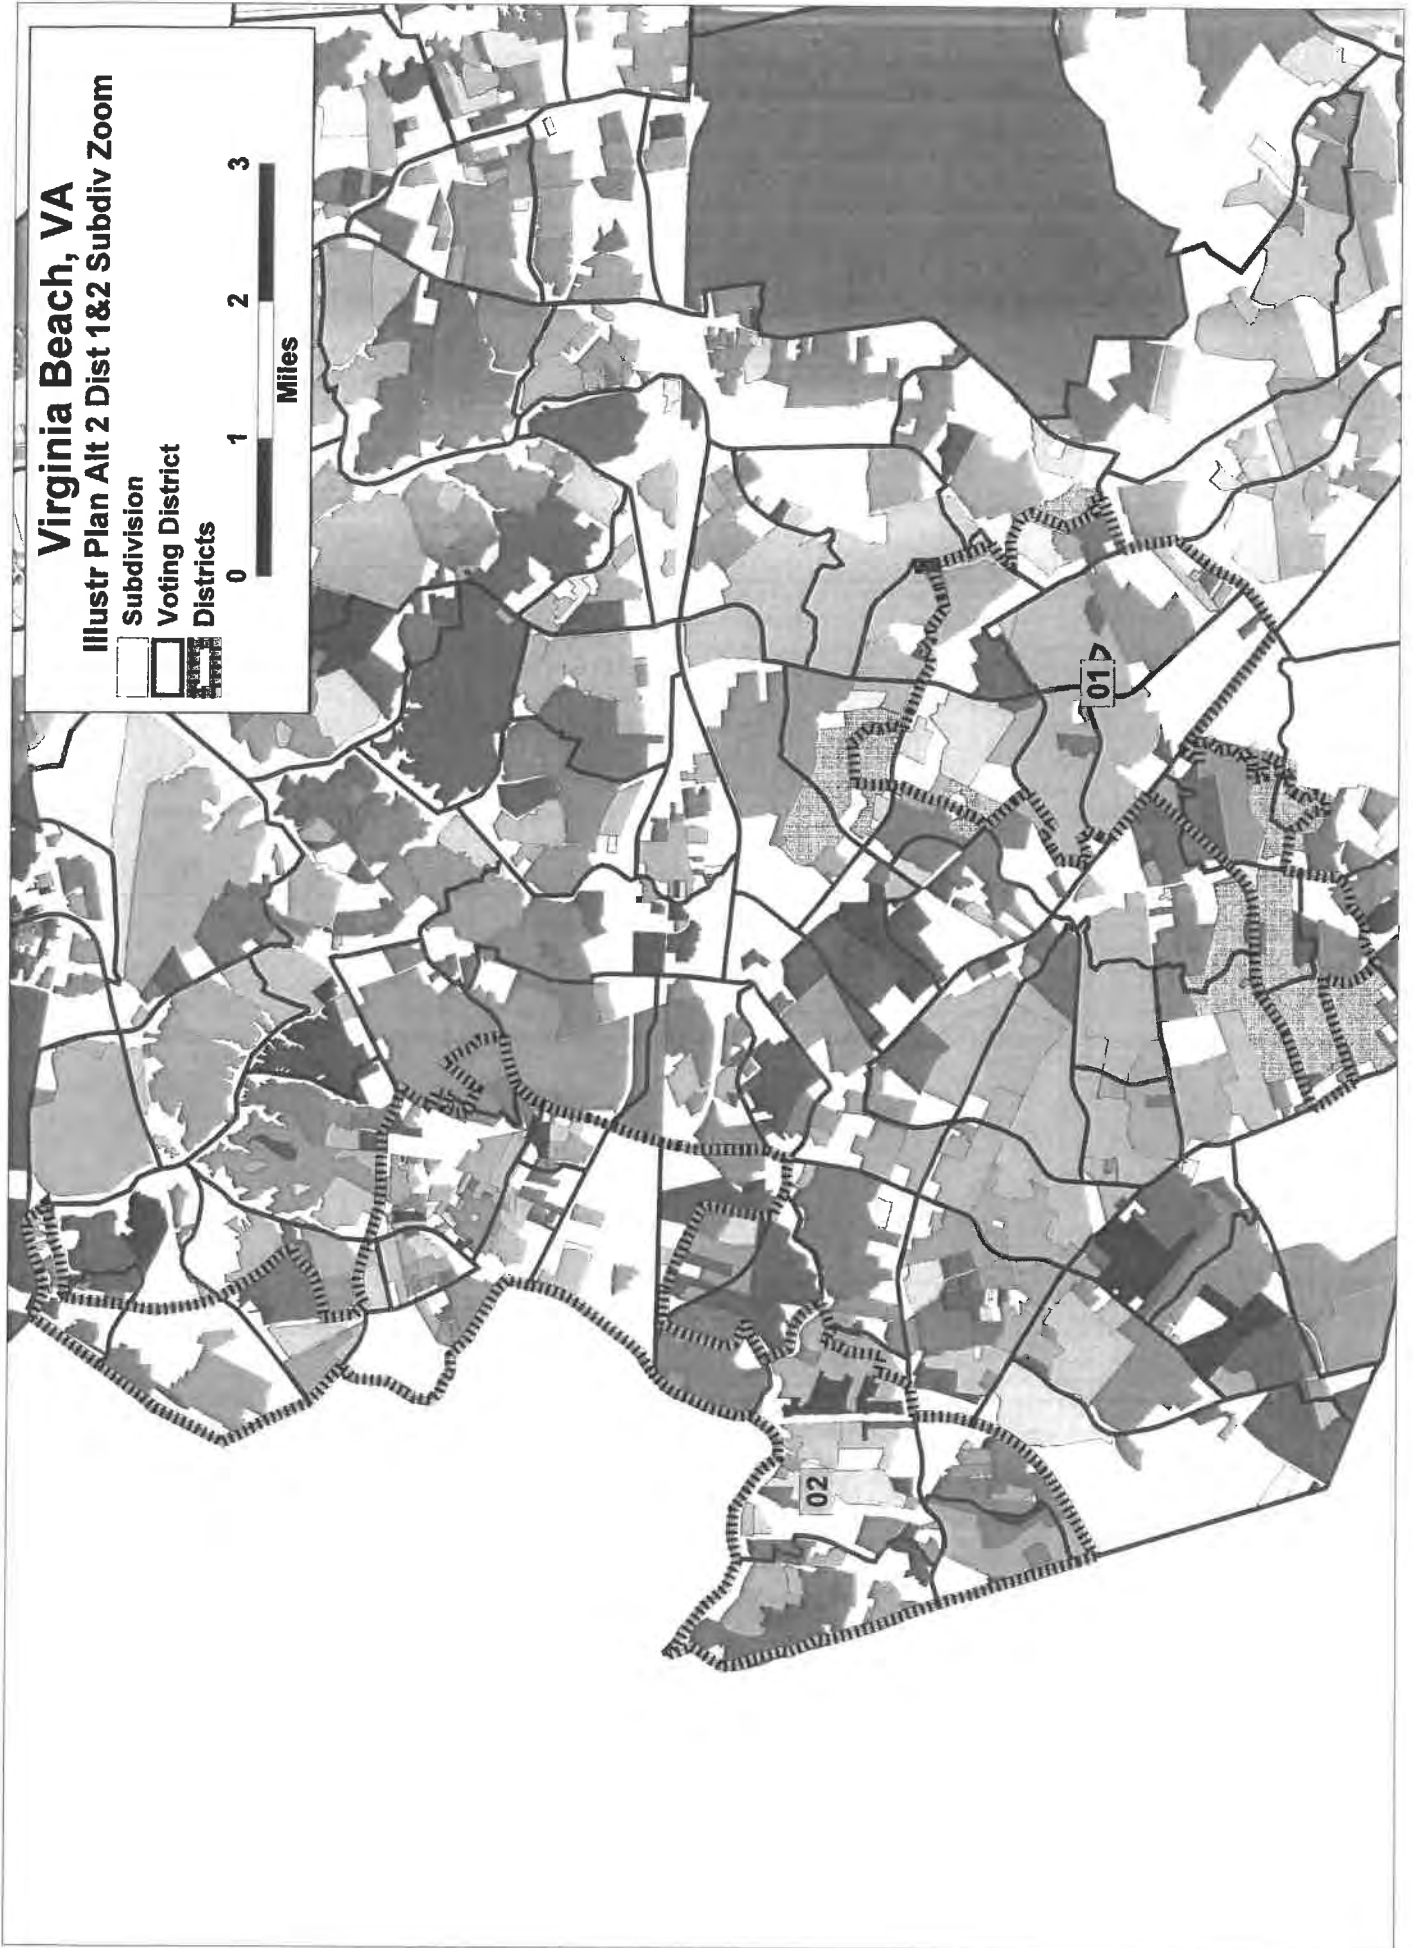 Virginia Beach, VA
Illustr Plan Alt 2 Dist 1&2 Subdiv Zoom
Subdivision
Voting District
Districts
0 1 2 3
Miles
01
02